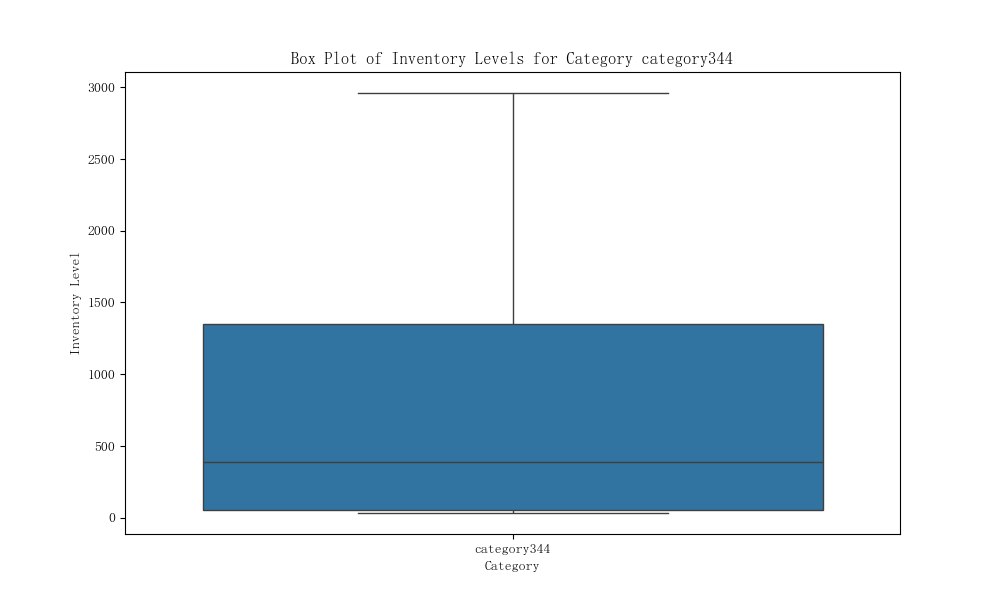 Box Plot of Inventory Levels for Category category344
3000
2500
2000
1500
1000
500
0
Inventory Level
category344
Category